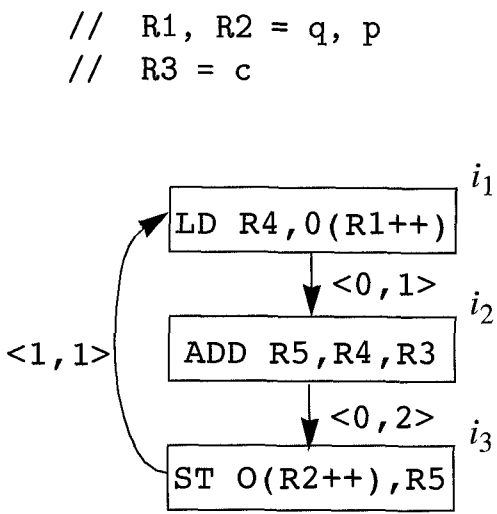 // R1, R2 = q, p
// R3 = c
i1
LD R4,0(R1++)
<0,1>
i2
<1,1>
ADD R5,R4,R3
<0,2>
i3
ST O(R2++),R5